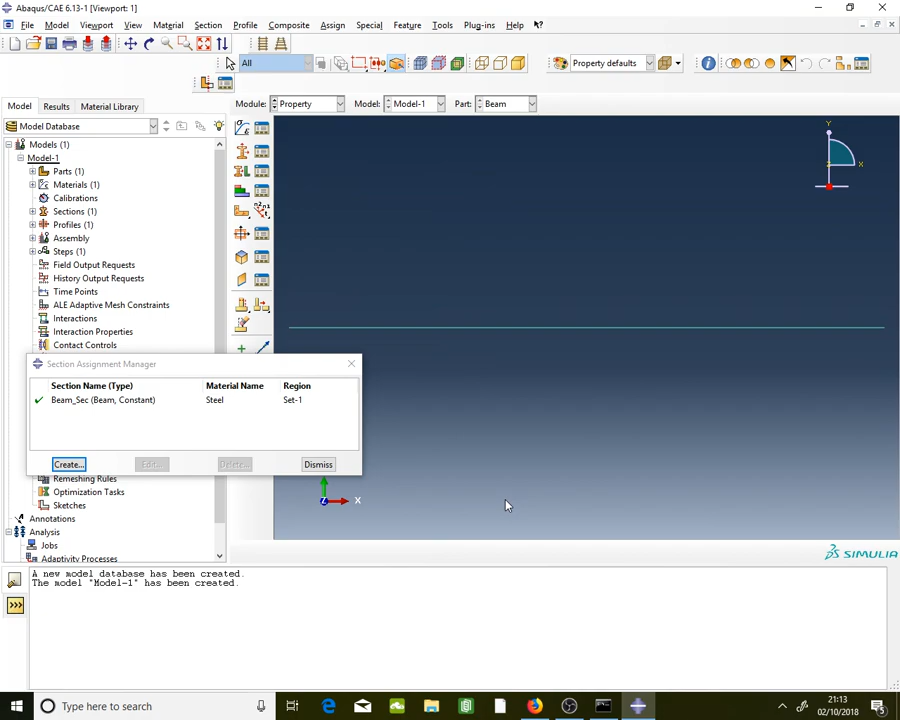 Abaqus/CAE 6.13-1 [Viewport: 1]
File Model Viewport View Material Section Profile Composite Assign Special Feature Tools Plug-ins Help
All Property defaults
Module: Property Model: Model-1 Part: Beam
Model Results Material Library
Model Database
Models (1)
Model-1
Parts (1)
Materials (1)
Calibrations
Sections (1)
Profiles (1)
Assembly
Steps (1)
Field Output Requests
History Output Requests
Time Points
ALE Adaptive Mesh Constraints
Interactions
Interaction Properties
Contact Controls
Section Assignment Manager
Section Name (Type) Material Name Region
Beam_Sec (Beam, Constant) Steel Set-1
Create... Edit... Delete... Dismiss
Remeshing Rules
Optimization Tasks
Sketches
Annotations
Analysis
Jobs
Adaptivity Processes
Y
X
Z
X
SIMULIA
A new model database has been created.
The model "Model-1" has been created.
Type here to search
21:13
02/10/2018
5